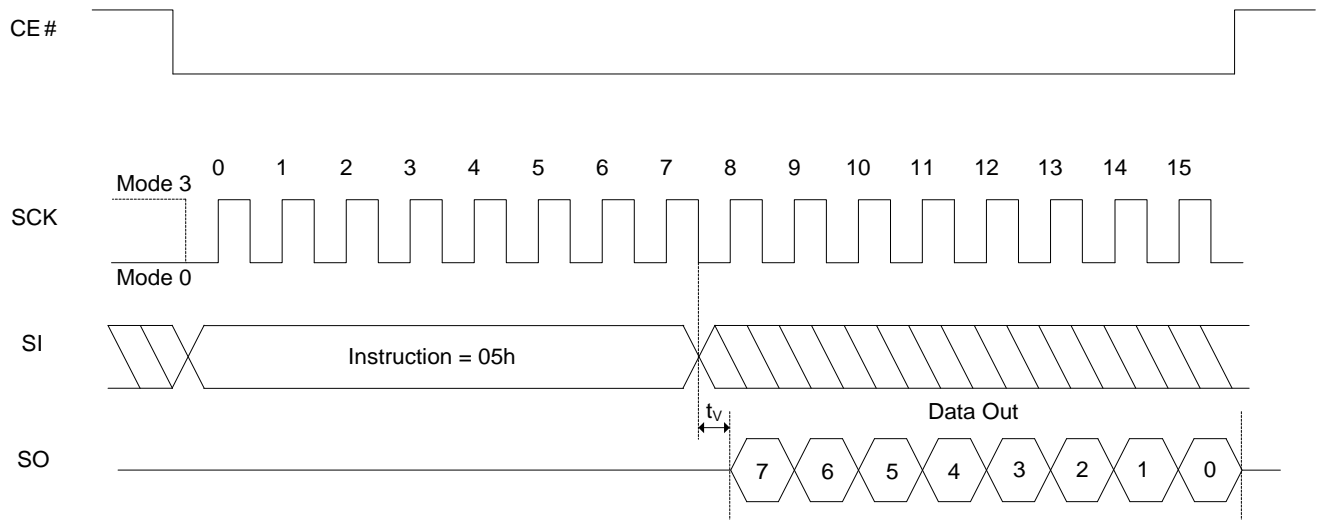 CE#
0 1 2 3 4 5 6 7 8 9 10 11 12 13 14 15
Mode 3
SCK
Mode 0
SI
Instruction = 05h
tV
Data Out
SO
7 6 5 4 3 2 1 0